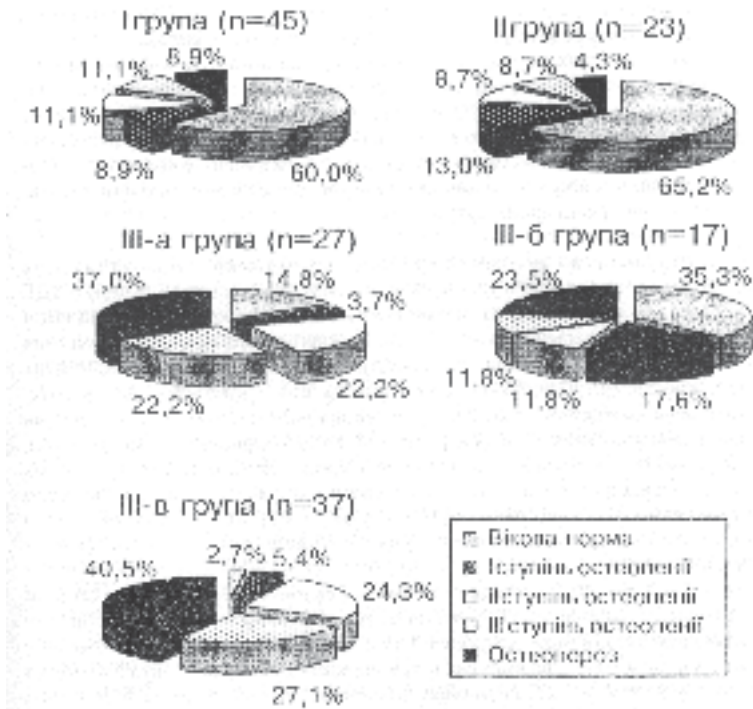 I група (n=45)
8,9%
11,1%
11,1%
8,9%
60,0%
II група (n=23)
8,7%
4,3%
8,7%
13,0%
65,2%
III-а група (n=27)
37,0%
14,8%
3,7%
22,2%
22,2%
III-б група (n=17)
23,5%
35,3%
11,8%
11,8%
17,6%
III-в група (n=37)
2,7%
5,4%
40,5%
24,3%
27,1%
Вікова норма
I ступінь остеопенії
II ступінь остеопенії
III ступінь остеопенії
Остеопороз